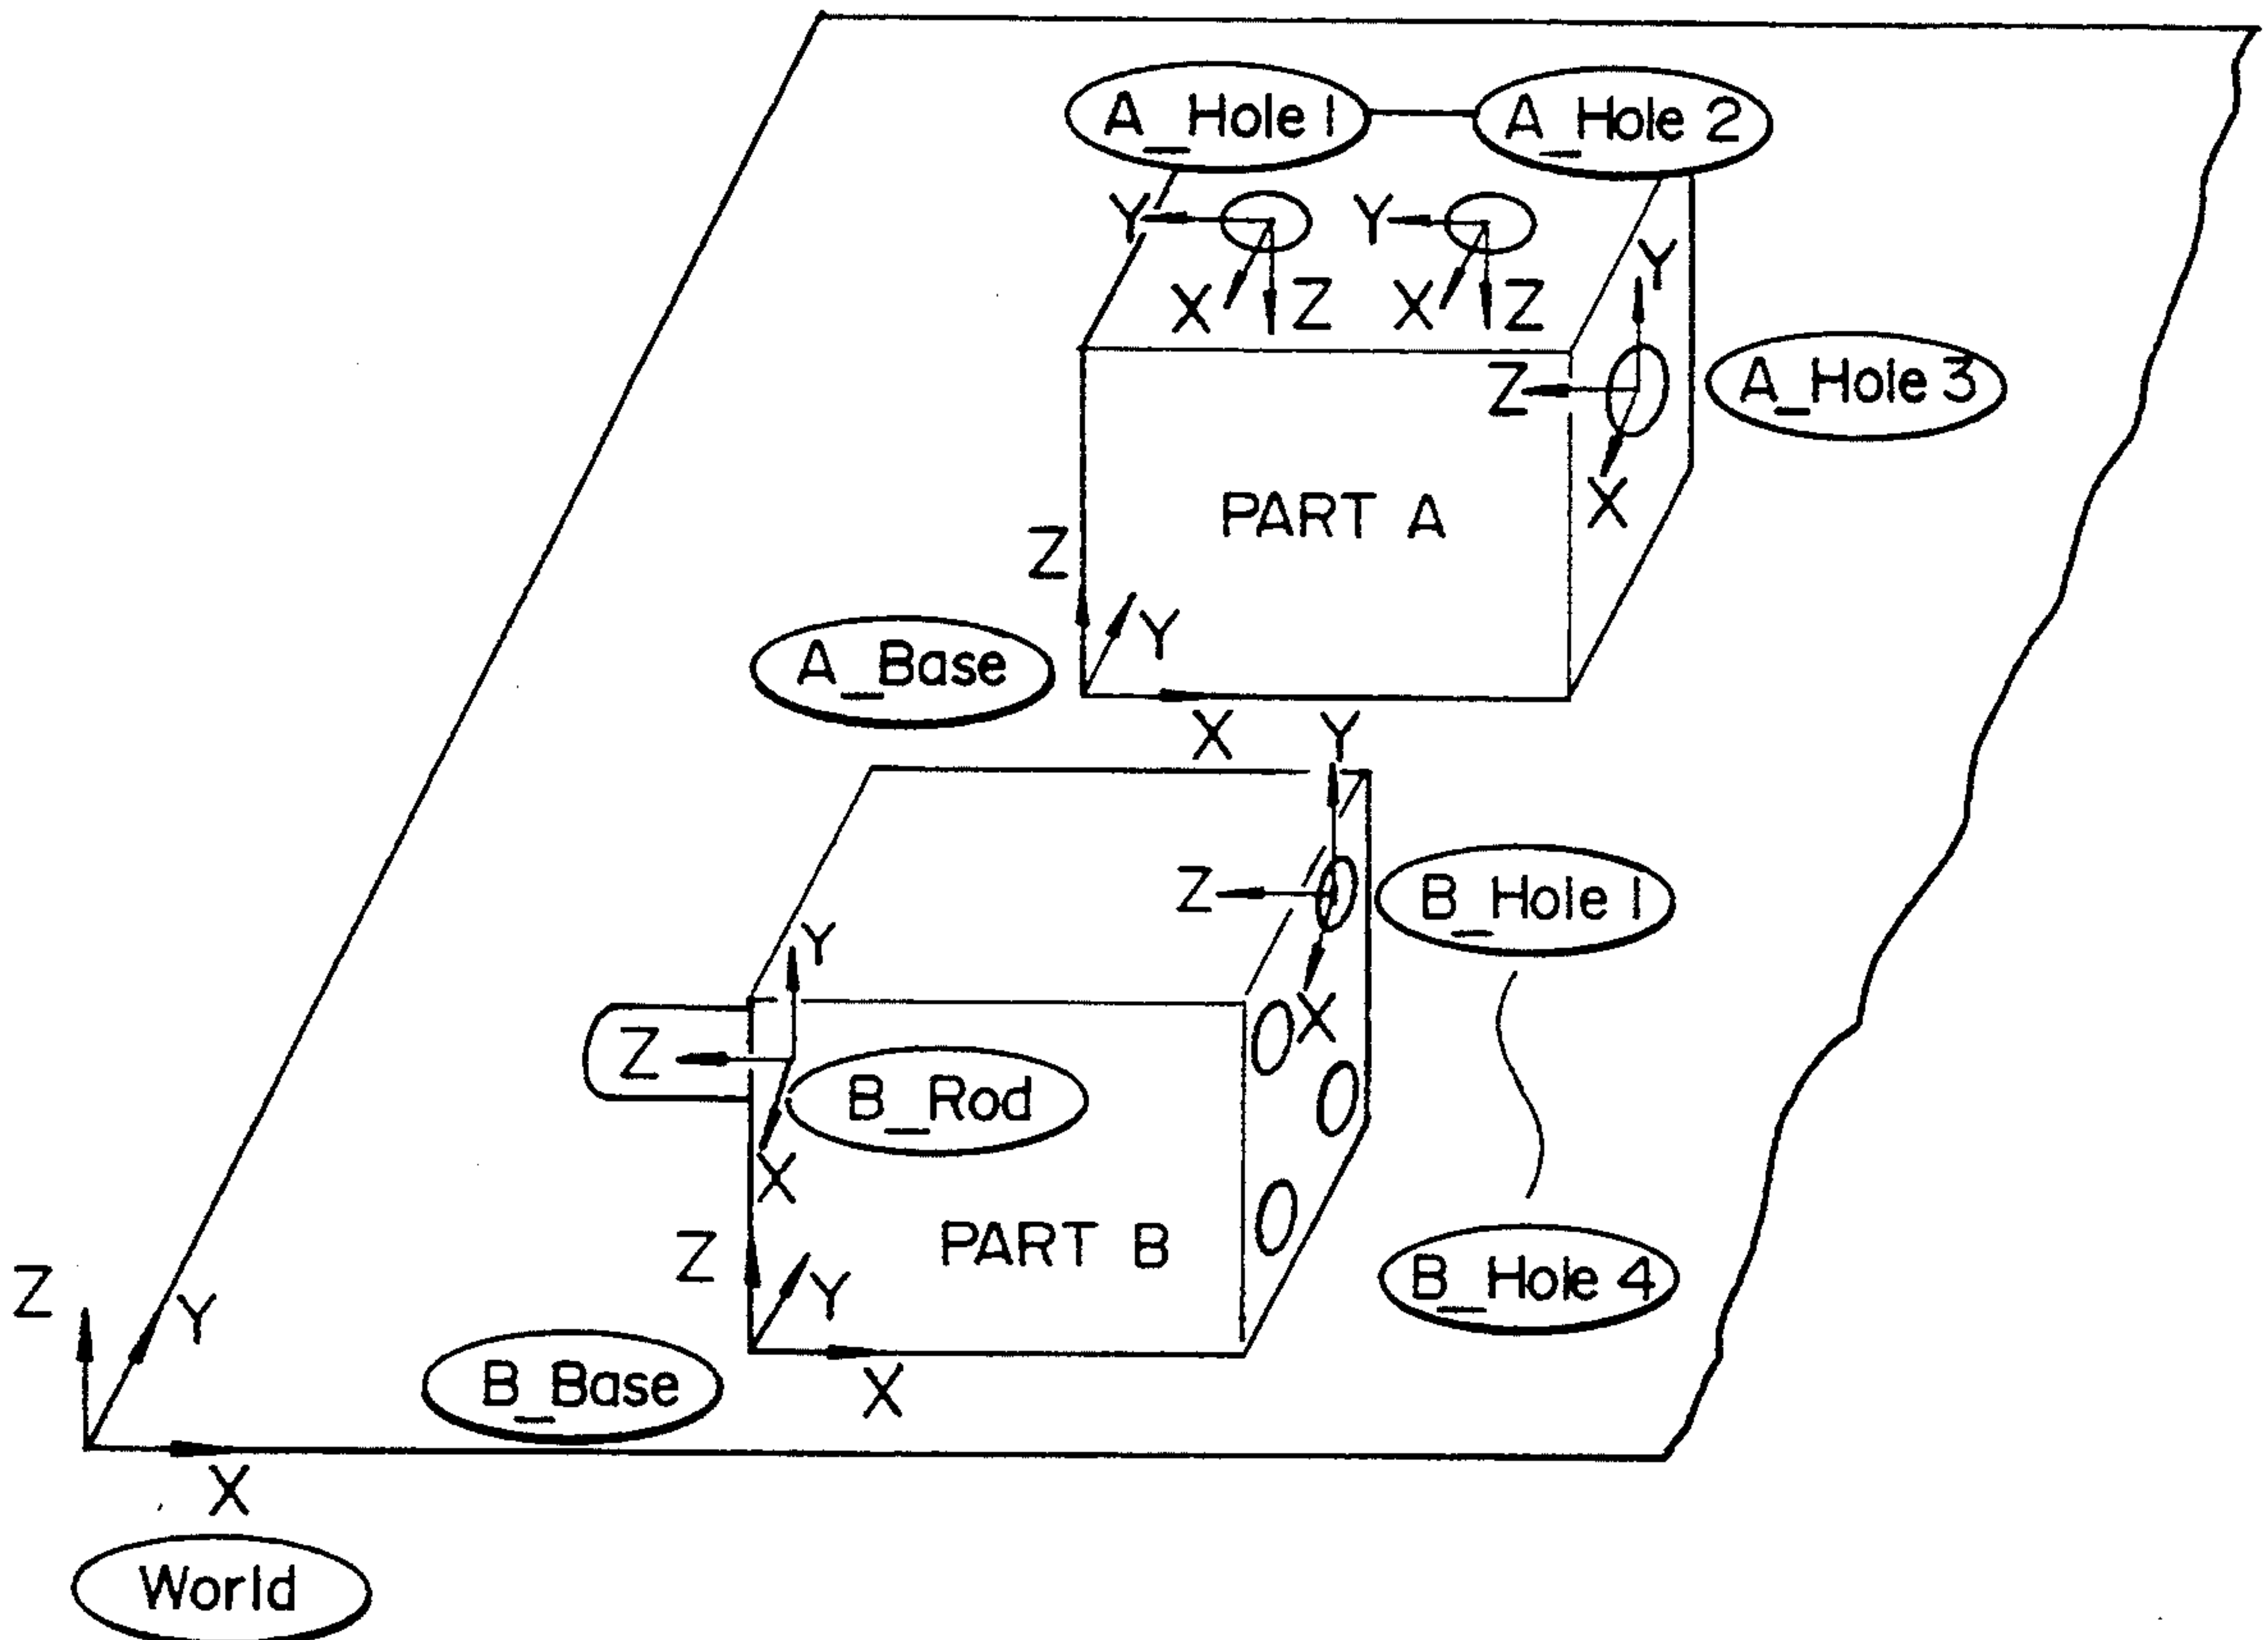 A_Hole 1 A_Hole 2
Y Y
Y
X Z X Z
Z A_Hole 3
X
PART A
Z
Y
A_Base
X Y
Z B_Hole 1
Y
X
Z
B_Rod
X
PART B
Z Y
B_Hole 4
B_Base X
Z Y
X
World